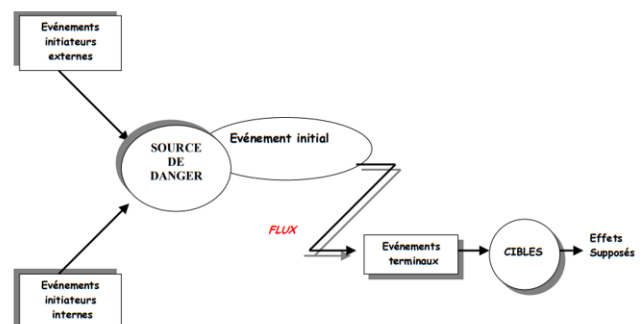 Evénements
initiateurs
externes
Evénement initial
SOURCE
DE
DANGER
FLUX
Evénements
terminaux
CIBLES
Effets
Supposés
Evénements
initiateurs
internes